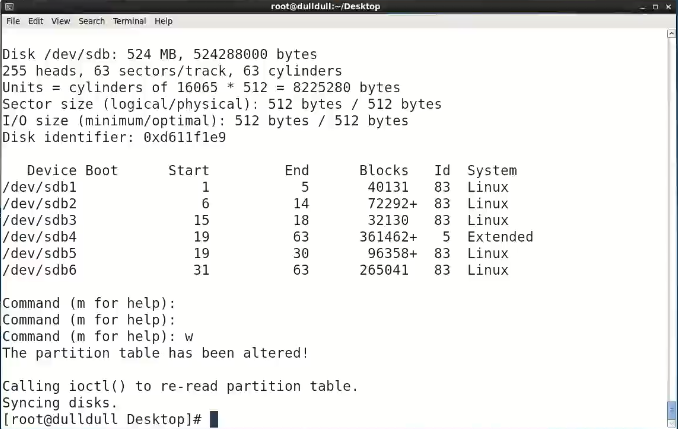 root@dulldull:~/Desktop
File Edit View Search Terminal Help
Disk /dev/sdb: 524 MB, 524288000 bytes
255 heads, 63 sectors/track, 63 cylinders
Units = cylinders of 16065 * 512 = 8225280 bytes
Sector size (logical/physical): 512 bytes / 512 bytes
I/O size (minimum/optimal): 512 bytes / 512 bytes
Disk identifier: 0xd611f1e9
Device Boot Start End Blocks Id System
/dev/sdb1 1 5 40131 83 Linux
/dev/sdb2 6 14 72292+ 83 Linux
/dev/sdb3 15 18 32130 83 Linux
/dev/sdb4 19 63 361462+ 5 Extended
/dev/sdb5 19 30 96358+ 83 Linux
/dev/sdb6 31 63 265041 83 Linux
Command (m for help):
Command (m for help):
Command (m for help): w
The partition table has been altered!
Calling ioctl() to re-read partition table.
Syncing disks.
[root@dulldull Desktop]#